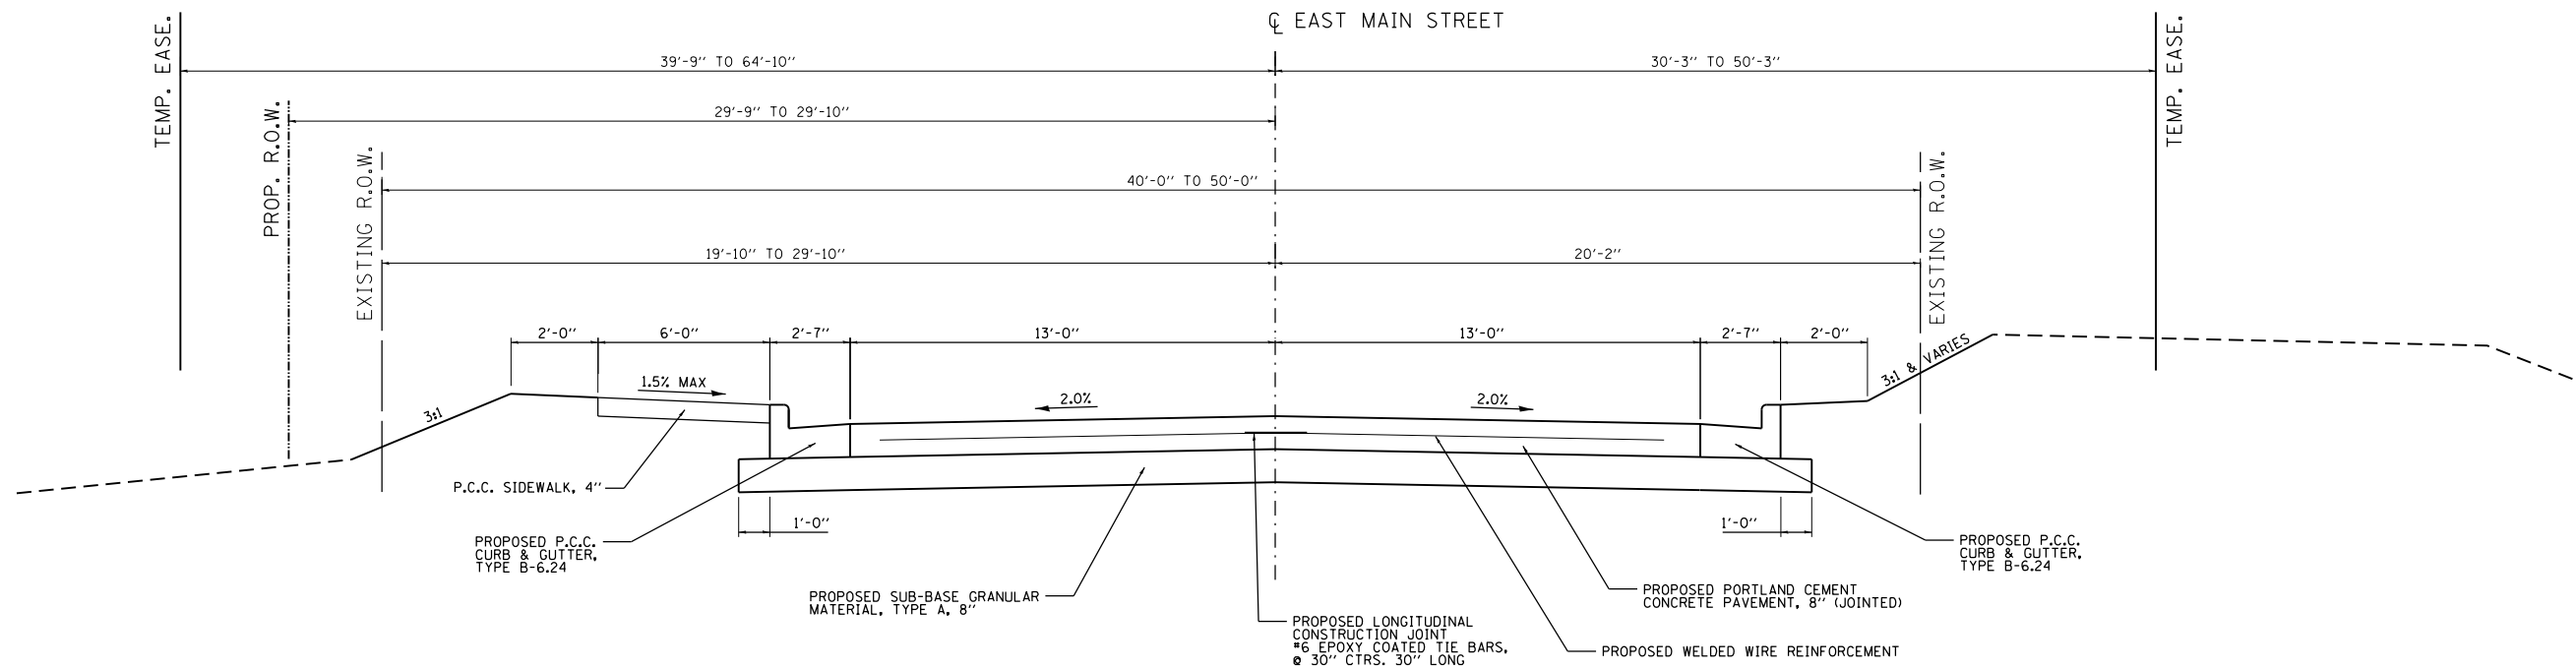 ℄ EAST MAIN STREET
TEMP. EASE.
TEMP. EASE.
39'-9" TO 64'-10"
30'-3" TO 50'-3"
PROP. R.O.W.
29'-9" TO 29'-10"
EXISTING R.O.W.
EXISTING R.O.W.
40'-0" TO 50'-0"
19'-10" TO 29'-10"
20'-2"
2'-0"
6'-0"
2'-7"
13'-0"
13'-0"
2'-7"
2'-0"
3:1
1.5% MAX
2.0%
2.0%
3:1 & VARIES
P.C.C. SIDEWALK, 4"
1'-0"
1'-0"
PROPOSED P.C.C.
CURB & GUTTER,
TYPE B-6.24
PROPOSED P.C.C.
CURB & GUTTER,
TYPE B-6.24
PROPOSED SUB-BASE GRANULAR
MATERIAL, TYPE A, 8"
PROPOSED PORTLAND CEMENT
CONCRETE PAVEMENT, 8" (JOINTED)
PROPOSED LONGITUDINAL
CONSTRUCTION JOINT
#6 EPOXY COATED TIE BARS,
@ 30" CTRS. 30" LONG
PROPOSED WELDED WIRE REINFORCEMENT